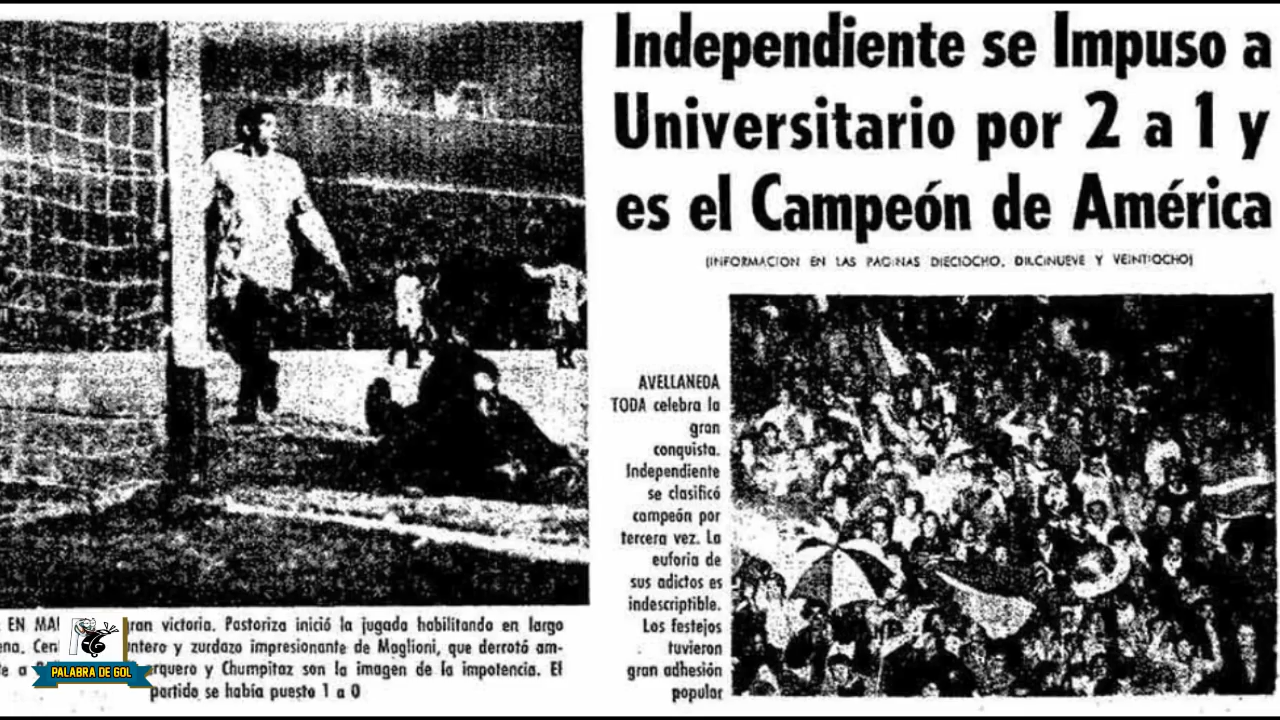 Independiente se Impuso a
Universitario por 2 a 1 y
es el Campeón de América
(INFORMACION EN LAS PAGINAS DIECIOCHO, DIECINUEVE Y VEINTIOCHO)
AVELLANEDA
TODA celebra la
gran
conquista.
Independiente
se clasificó
campeón por
tercera vez. La
euforia de
sus adictos es
indescriptible.
Los festejos
tuvieron
gran adhesión
popular
EN MA ran victoria. Pastoriza inició la jugada habilitando en largo
ena. Cen untero y zurdazo impresionante de Maglioni, que derrotó am-
te a rquero y Chumpitaz son la imagen de la impotencia. El
partido se había puesto 1 a 0
PALABRA DE GOL